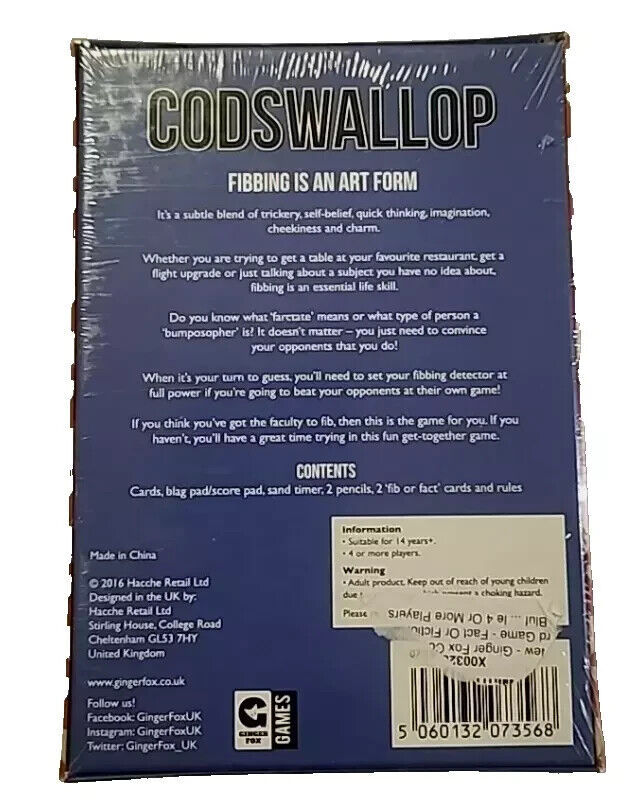 CODSWALLOP
FIBBING IS AN ART FORM
It's a subtle blend of trickery, self-belief, quick thinking, imagination,
cheekiness and charm.
Whether you are trying to get a table at your favourite restaurant, get a
flight upgrade or just talking about a subject you have no idea about,
fibbing is an essential life skill.
Do you know what 'farctate' means or what type of person a
'bumposopher' is? It doesn't matter – you just need to convince
your opponents that you do!
When it's your turn to guess, you'll need to set your fibbing detector at
full power if you're going to beat your opponents at their own game!
If you think you've got the faculty to fib, then this is the game for you. If you
haven't, you'll have a great time trying in this fun get-together game.
CONTENTS
Cards, blag pad/score pad, sand timer, 2 pencils, 2 'fib or fact' cards and rules
Information
• Suitable for 14 years+.
• 4 or more players.
Warning
• Adult product. Keep out of reach of young children
due a choking hazard.
Please
le 4 Or More Players
rd Game - Fact Or Fictio
ew - Ginger Fox Co
X0032
5 060132 073568
Made in China
© 2016 Hacche Retail Ltd
Designed in the UK by:
Hacche Retail Ltd
Stirling House, College Road
Cheltenham GL53 7HY
United Kingdom
www.gingerfox.co.uk
Follow us!
Facebook: GingerFoxUK
Instagram: GingerFoxUK
Twitter: GingerFox_UK
GINGER
FOX
GAMES